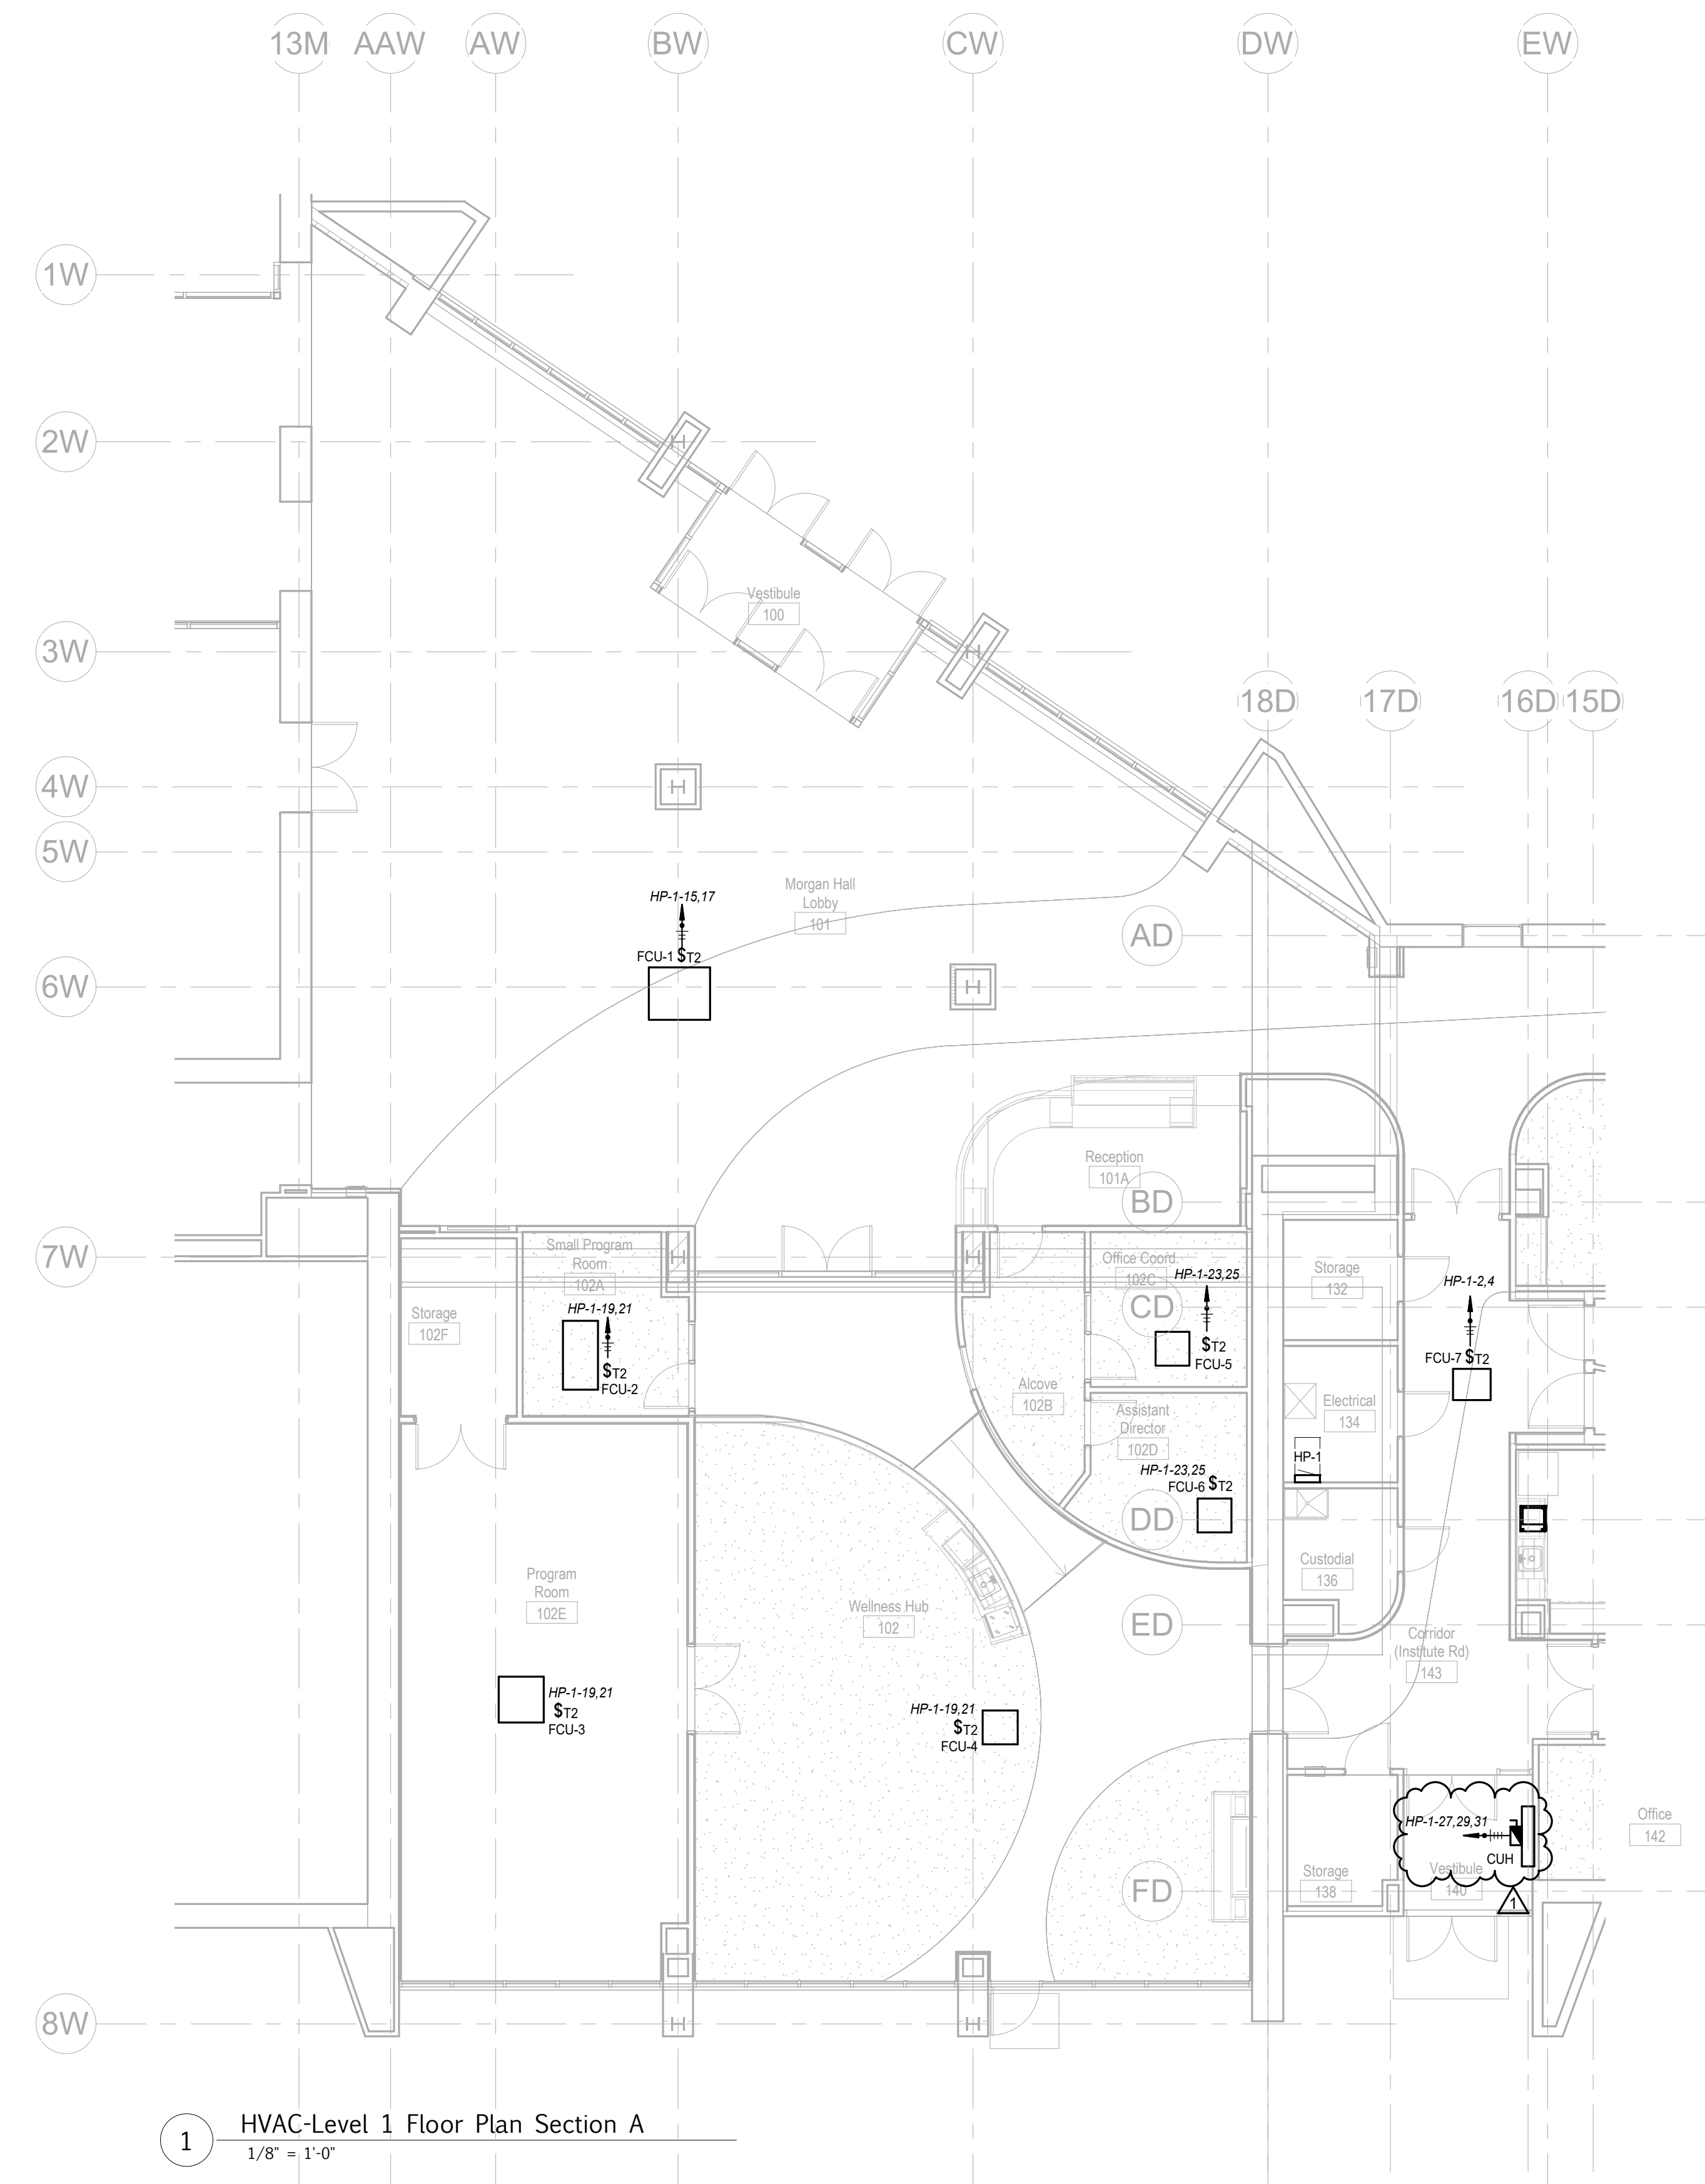 13M AAW AW BW CW DW EW
1W
2W
Vestibule
100
3W
18D 17D 16D 15D
4W
5W
Morgan Hall
Lobby
101
HP-1-15,17
FCU-1 $T2
AD
6W
Reception
101A
BD
7W
Small Program
Room
102A
HP-1-19,21
$T2
FCU-2
Storage
102F
Office Coord.
102C
HP-1-23,25
CD
$T2
FCU-5
Storage
132
HP-1-2,4
FCU-7 $T2
Alcove
102B
Assistant
Director
102D
HP-1-23,25
FCU-6 $T2
DD
Electrical
134
HP-1
Custodial
136
Program
Room
102E
Wellness Hub
102
ED
Corridor
(Institute Rd)
143
HP-1-19,21
$T2
FCU-3
HP-1-19,21
$T2
FCU-4
HP-1-27,29,31
CUH
Office
142
FD
Storage
138
Vestibule
140
1
8W
1
HVAC-Level 1 Floor Plan Section A
1/8" = 1'-0"
H
H
H
H
H
H
H
H